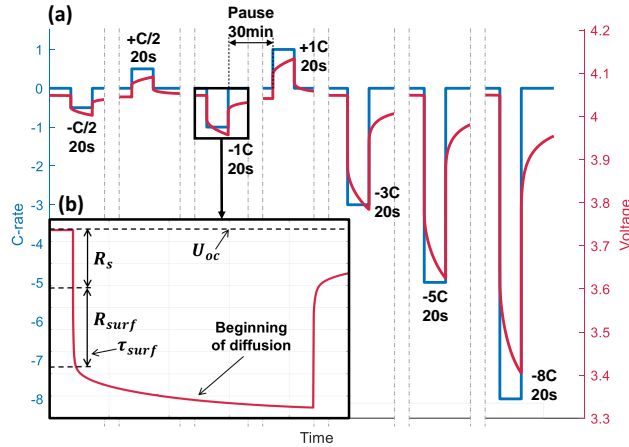 (a)
Pause
30min
+C/2
20s
+1C
20s
-C/2
20s
-1C
20s
-3C
20s
-5C
20s
-8C
20s
1
0
-1
-2
-3
-4
-5
-6
-7
-8
C-rate
4.2
4.1
4
3.9
3.8
3.7
3.6
3.5
3.4
3.3
Voltage
(b)
U_oc
R_s
R_surf
τ_surf
Beginning
of diffusion
Time